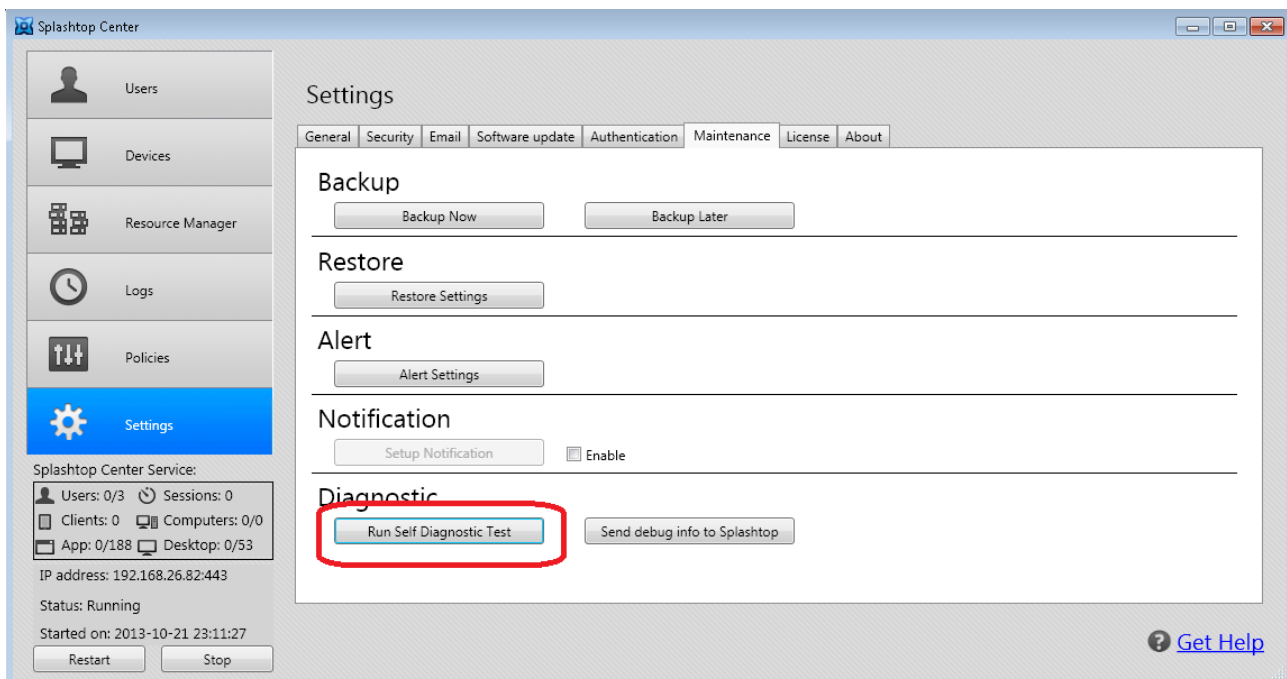 Splashtop Center
Users
Devices
Resource Manager
Logs
Policies
Settings
Splashtop Center Service:
Users: 0/3 Sessions: 0
Clients: 0 Computers: 0/0
App: 0/188 Desktop: 0/53
IP address: 192.168.26.82:443
Status: Running
Started on: 2013-10-21 23:11:27
Restart Stop
Settings
General Security Email Software update Authentication Maintenance License About
Backup
Backup Now Backup Later
Restore
Restore Settings
Alert
Alert Settings
Notification
Setup Notification Enable
Diagnostic
Run Self Diagnostic Test Send debug info to Splashtop
Get Help